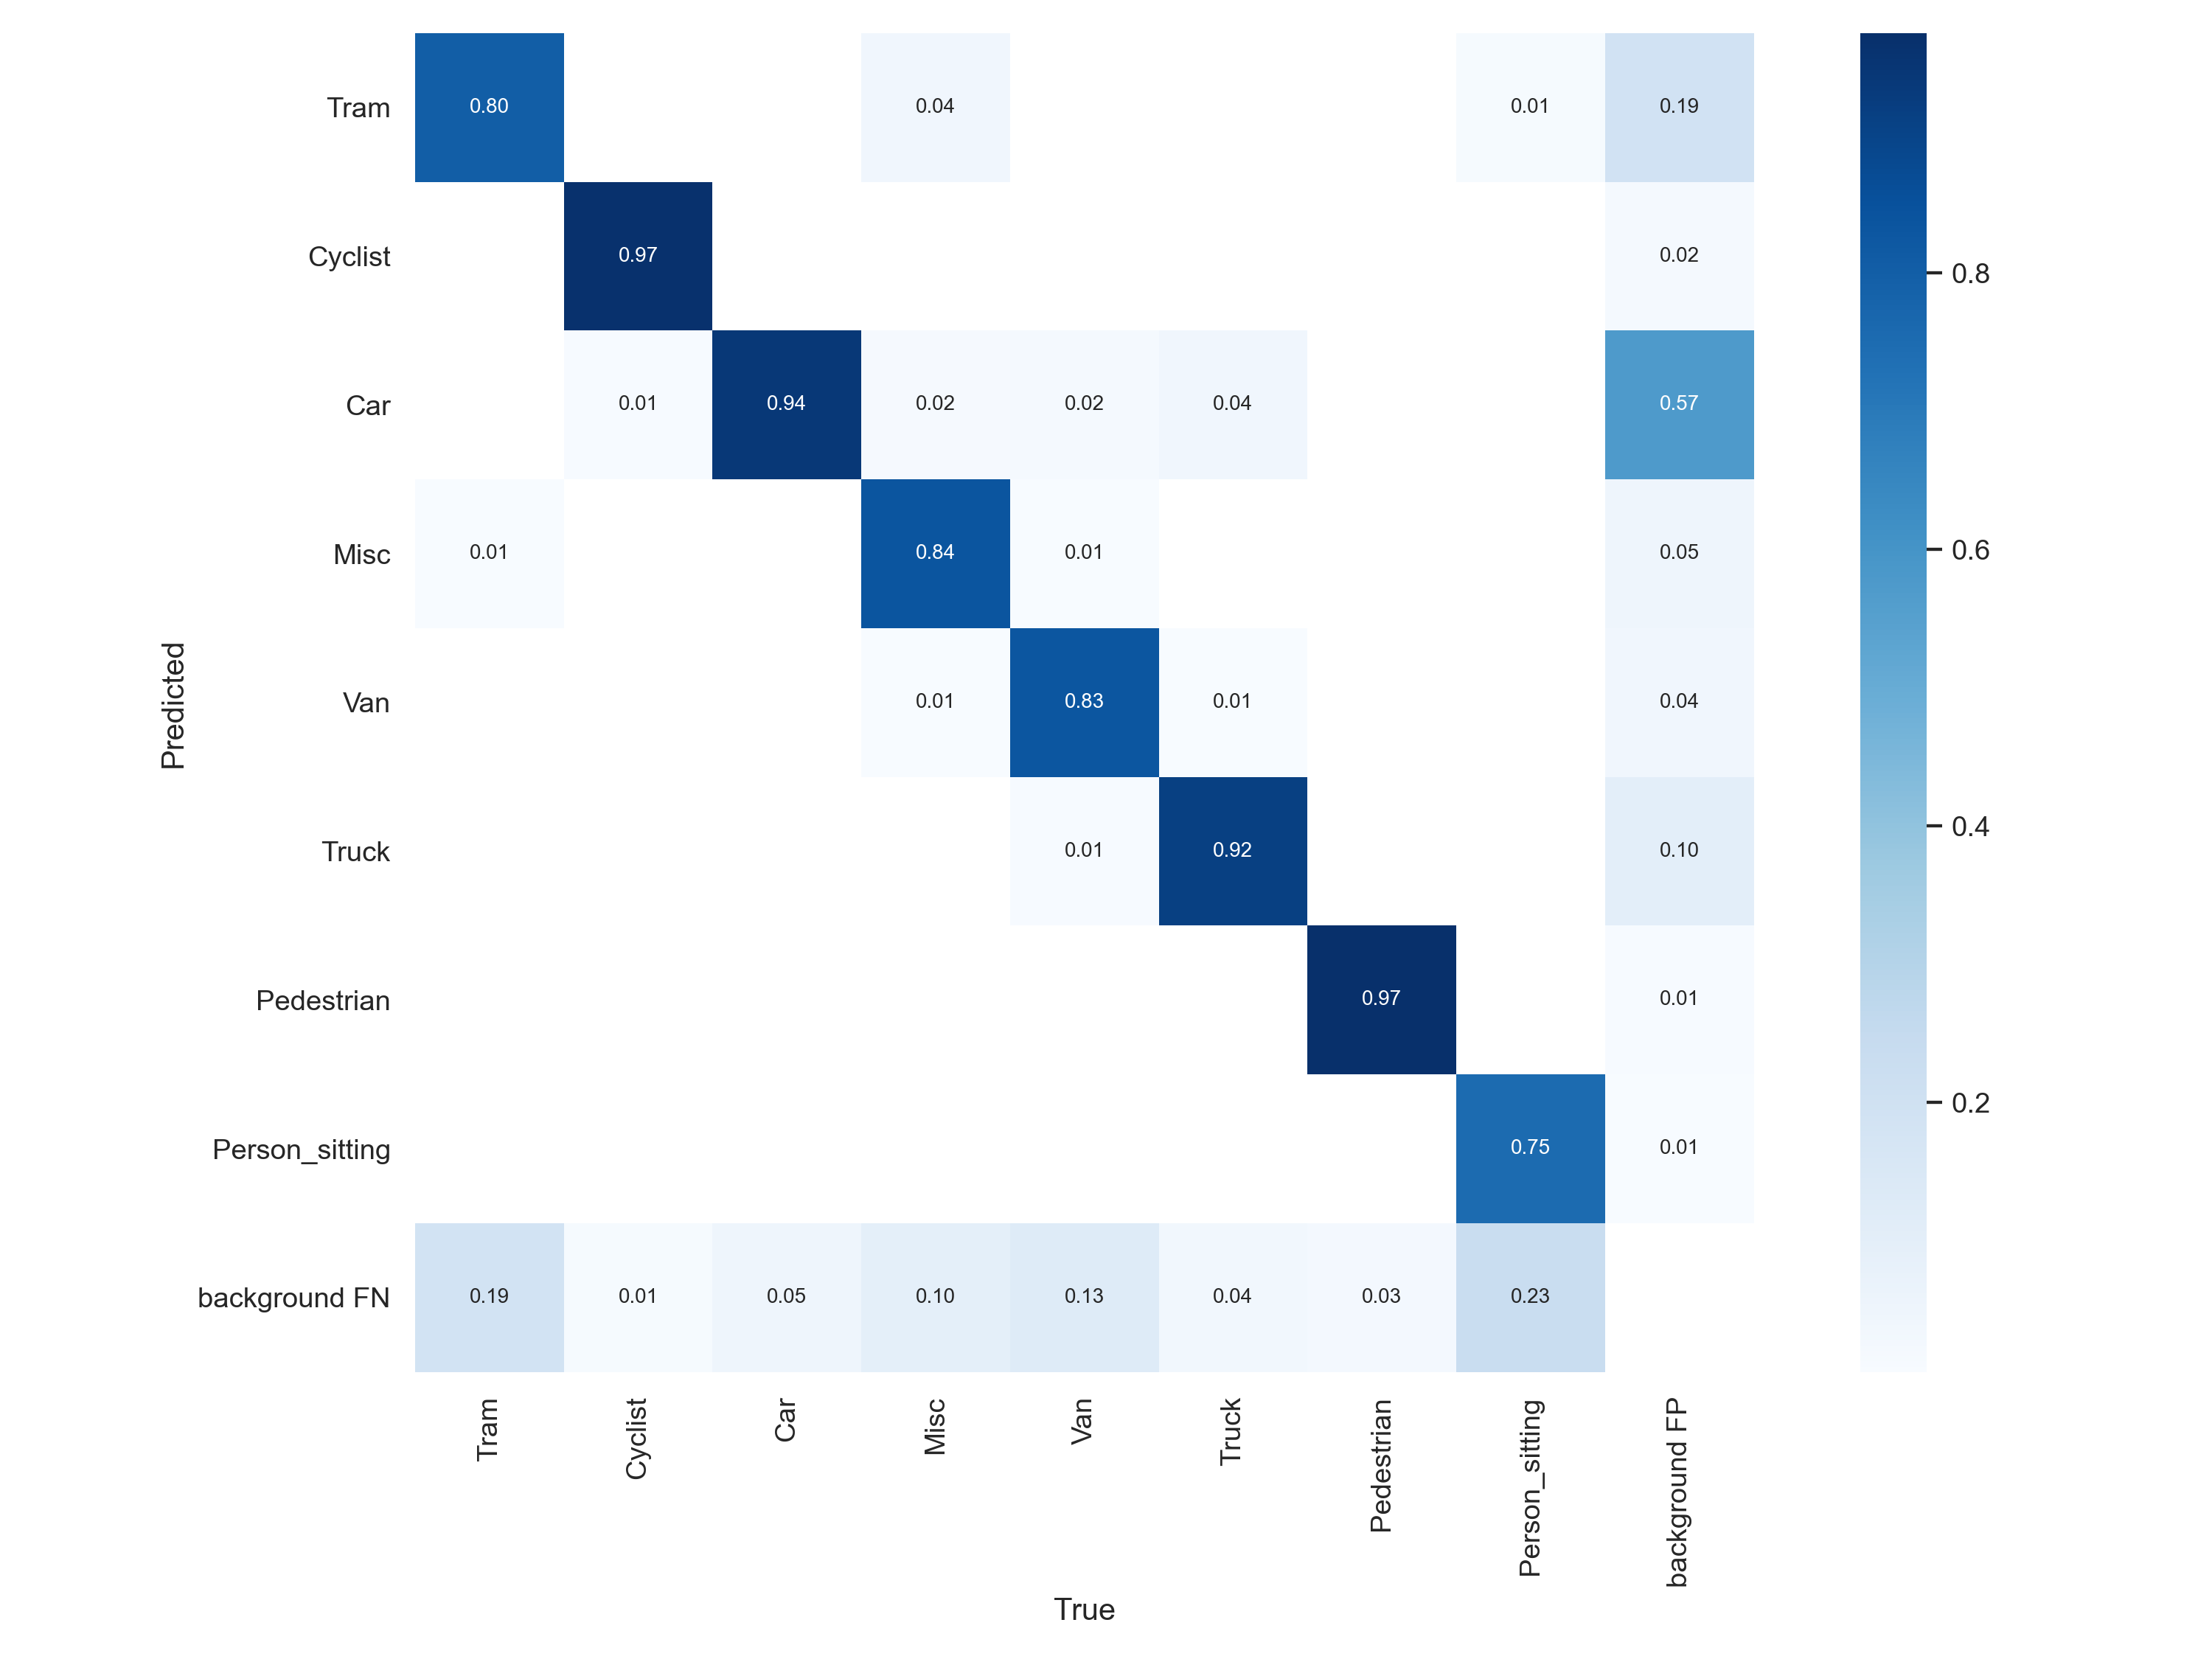 Tram 0.80 0.04 0.01 0.19
Cyclist 0.97 0.02
Car 0.01 0.94 0.02 0.02 0.04 0.57
Misc 0.01 0.84 0.01 0.05
Van 0.01 0.83 0.01 0.04
Truck 0.01 0.92 0.10
Pedestrian 0.97 0.01
Person_sitting 0.75 0.01
background FN 0.19 0.01 0.05 0.10 0.13 0.04 0.03 0.23
Predicted
Tram
Cyclist
Car
Misc
Van
Truck
Pedestrian
Person_sitting
background FP
True
0.8
0.6
0.4
0.2